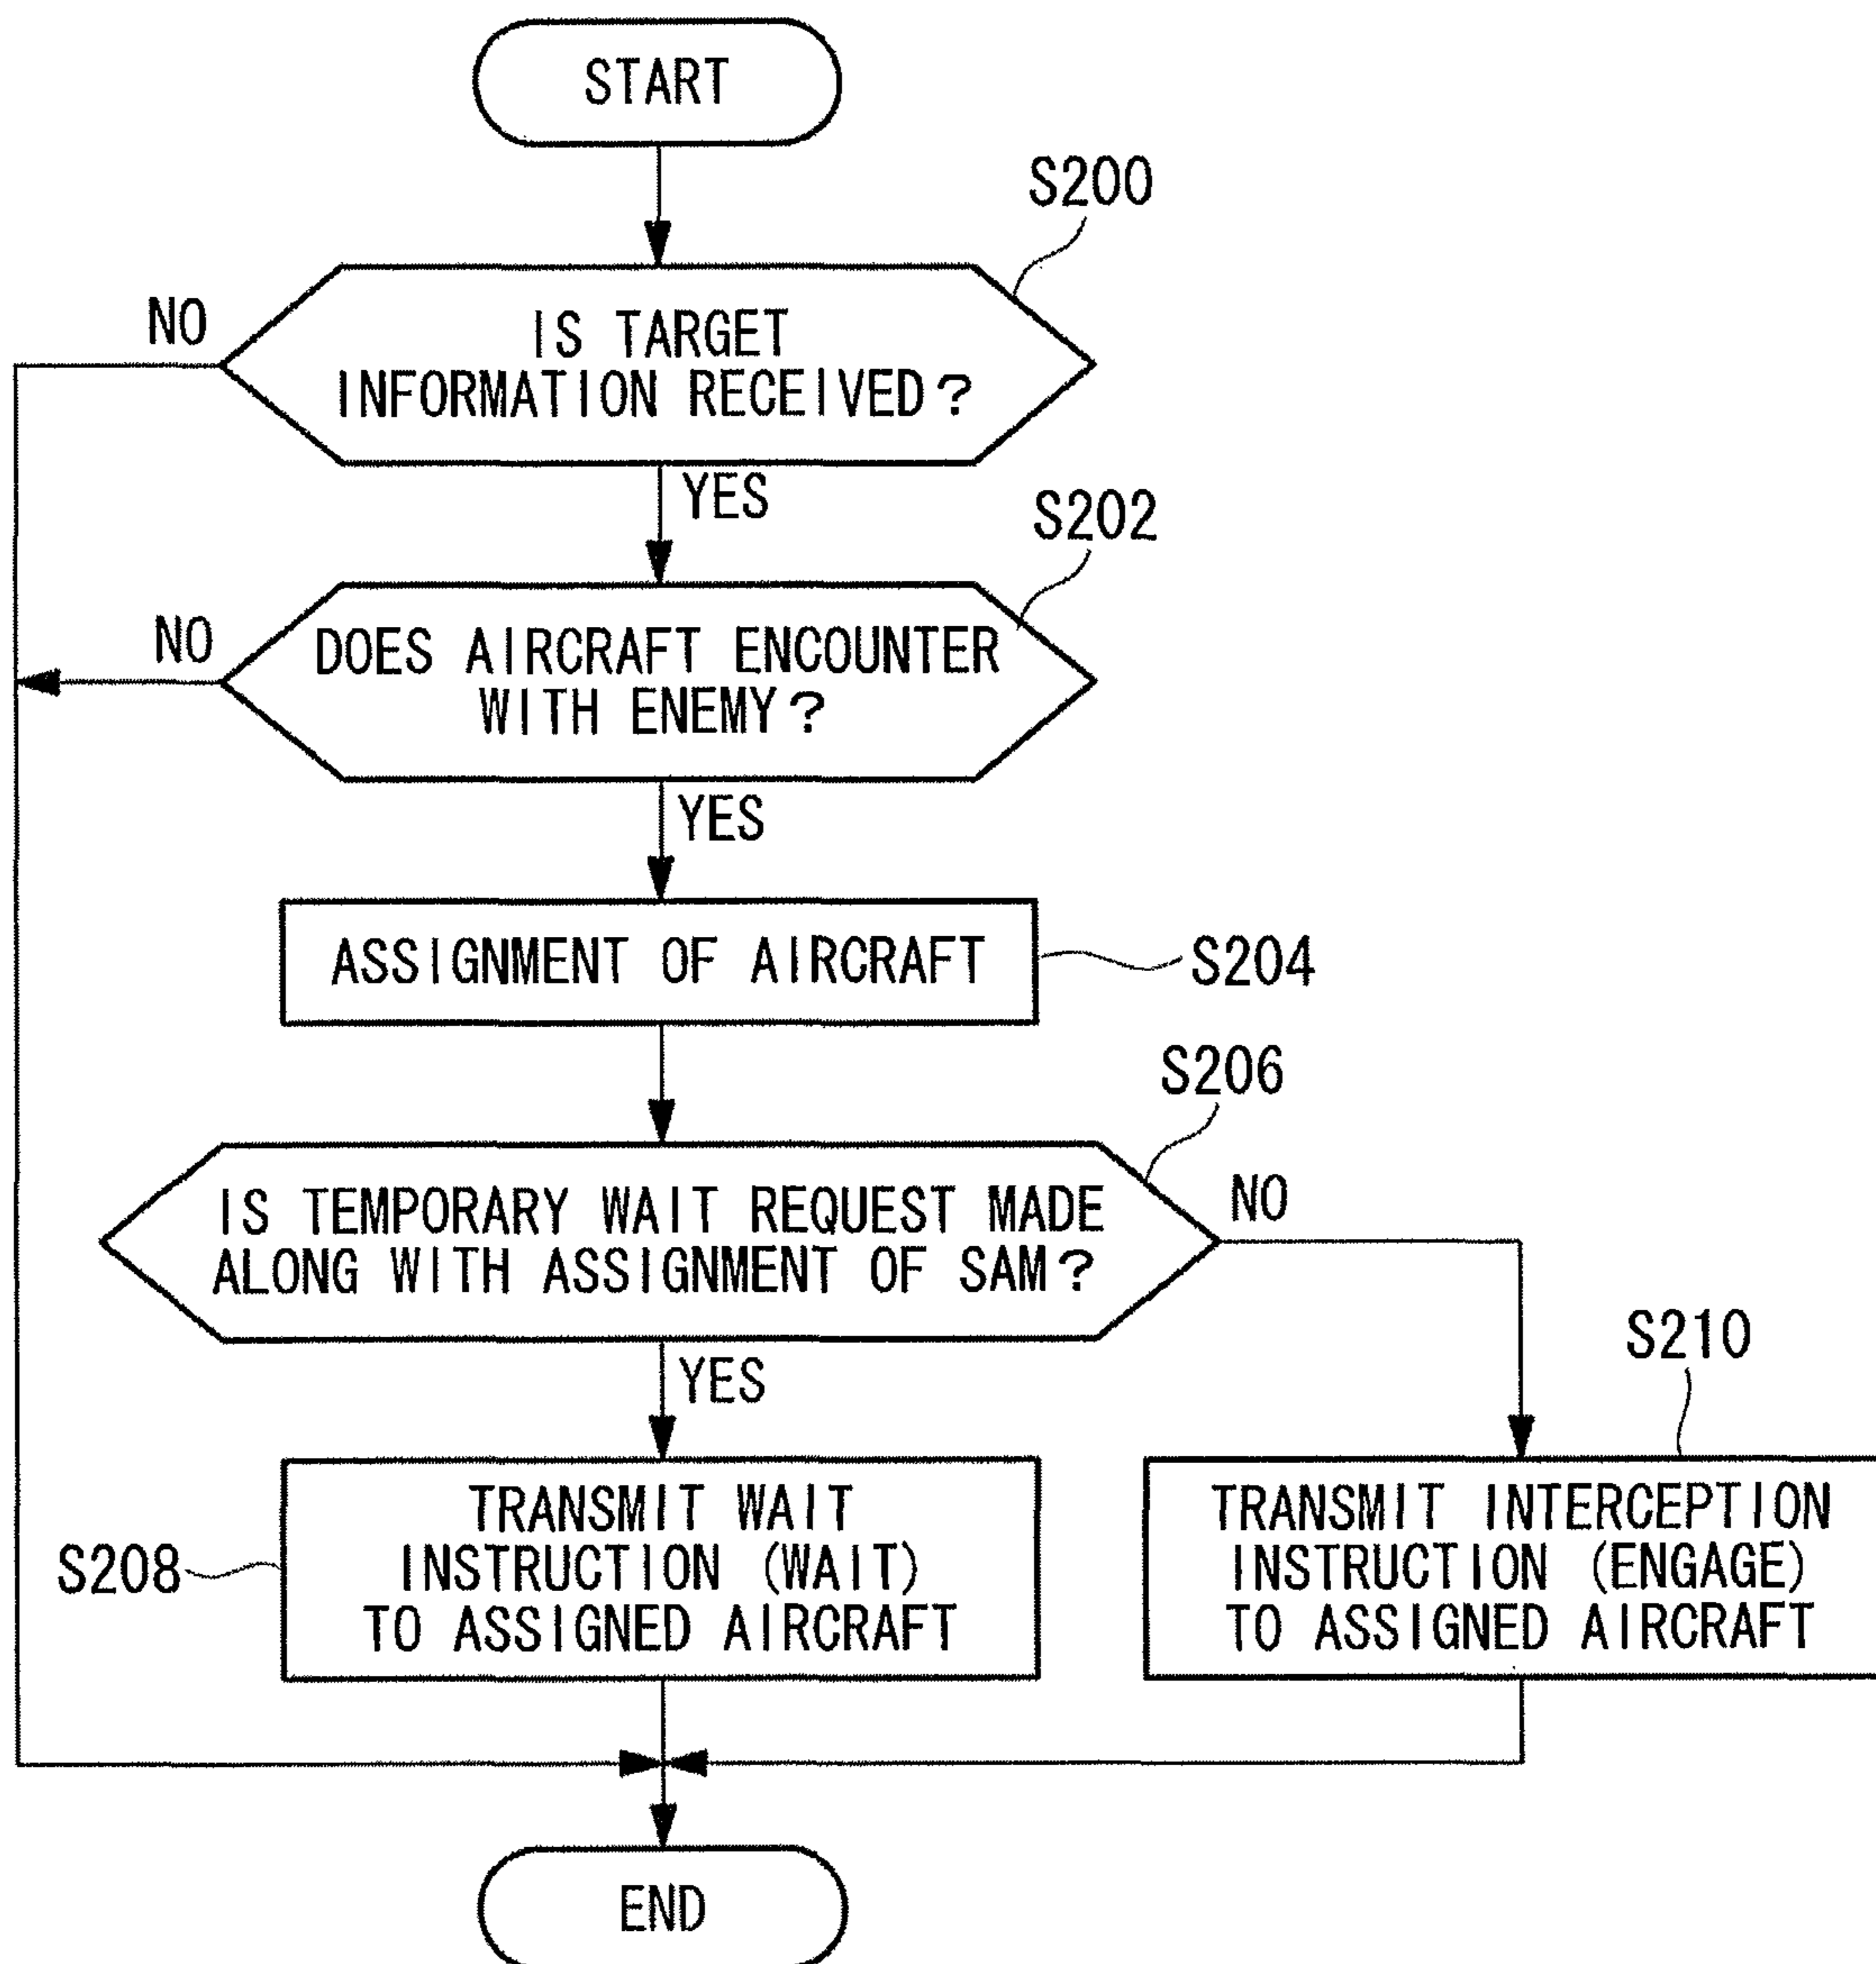 START
S200
NO
IS TARGET
INFORMATION RECEIVED?
YES
S202
NO
DOES AIRCRAFT ENCOUNTER
WITH ENEMY?
YES
ASSIGNMENT OF AIRCRAFT
S204
S206
IS TEMPORARY WAIT REQUEST MADE
ALONG WITH ASSIGNMENT OF SAM?
NO
YES
S210
S208
TRANSMIT WAIT
INSTRUCTION (WAIT)
TO ASSIGNED AIRCRAFT
TRANSMIT INTERCEPTION
INSTRUCTION (ENGAGE)
TO ASSIGNED AIRCRAFT
END